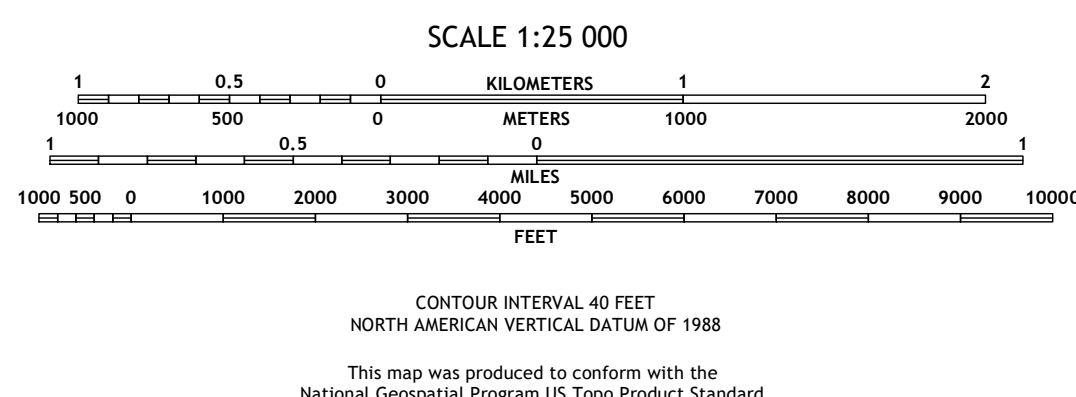 SCALE 1:25 000
1 0.5 0 KILOMETERS 1 2
1000 500 0 METERS 1000 2000
1 0.5 0 1
MILES
1000 500 0 1000 2000 3000 4000 5000 6000 7000 8000 9000 10000
FEET
CONTOUR INTERVAL 40 FEET
NORTH AMERICAN VERTICAL DATUM OF 1988
This map was produced to conform with the
National Geospatial Program US Topo Product Standard